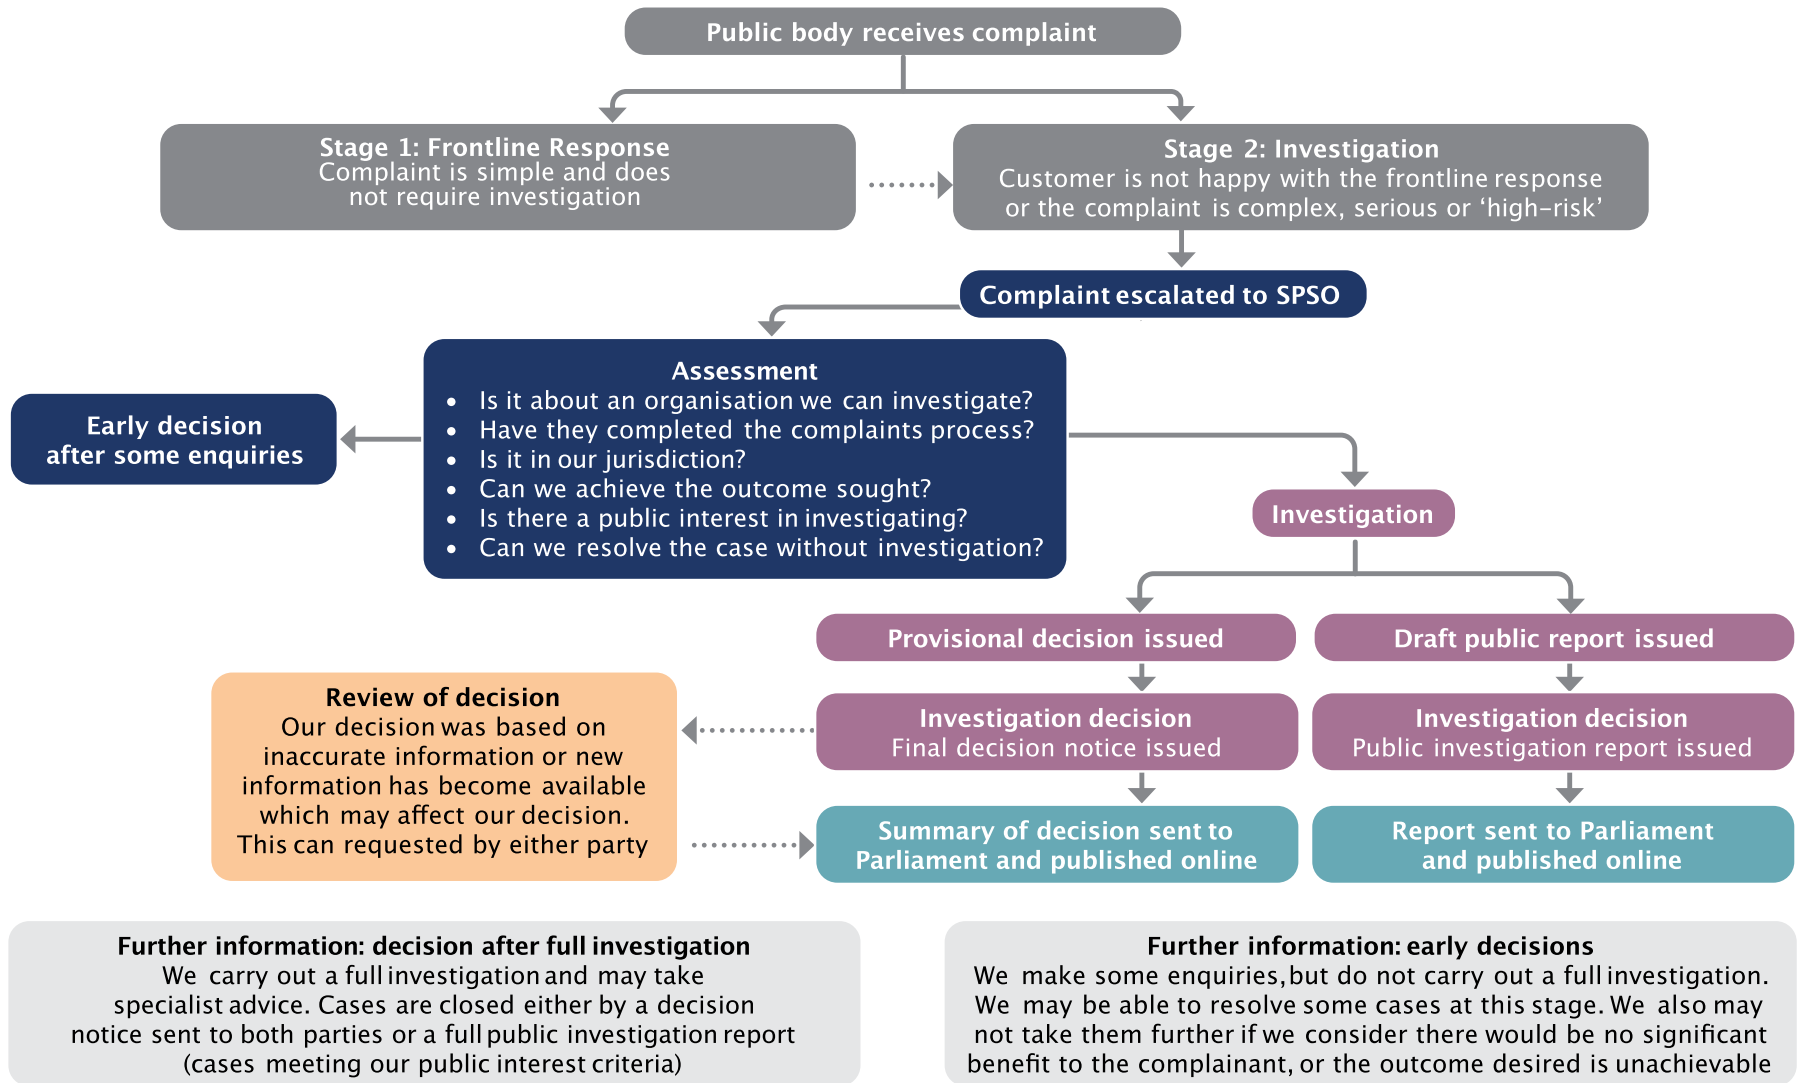 Public body receives complaint
Stage 1: Frontline Response
Complaint is simple and does
not require investigation
Stage 2: Investigation
Customer is not happy with the frontline response
or the complaint is complex, serious or ‘high-risk’
Complaint escalated to SPSO
Assessment
• Is it about an organisation we can investigate?
• Have they completed the complaints process?
• Is it in our jurisdiction?
• Can we achieve the outcome sought?
• Is there a public interest in investigating?
• Can we resolve the case without investigation?
Early decision
after some enquiries
Investigation
Provisional decision issued
Draft public report issued
Review of decision
Our decision was based on
inaccurate information or new
information has become available
which may affect our decision.
This can requested by either party
Investigation decision
Final decision notice issued
Investigation decision
Public investigation report issued
Summary of decision sent to
Parliament and published online
Report sent to Parliament
and published online
Further information: decision after full investigation
We carry out a full investigation and may take
specialist advice. Cases are closed either by a decision
notice sent to both parties or a full public investigation report
(cases meeting our public interest criteria)
Further information: early decisions
We make some enquiries, but do not carry out a full investigation.
We may be able to resolve some cases at this stage. We also may
not take them further if we consider there would be no significant
benefit to the complainant, or the outcome desired is unachievable